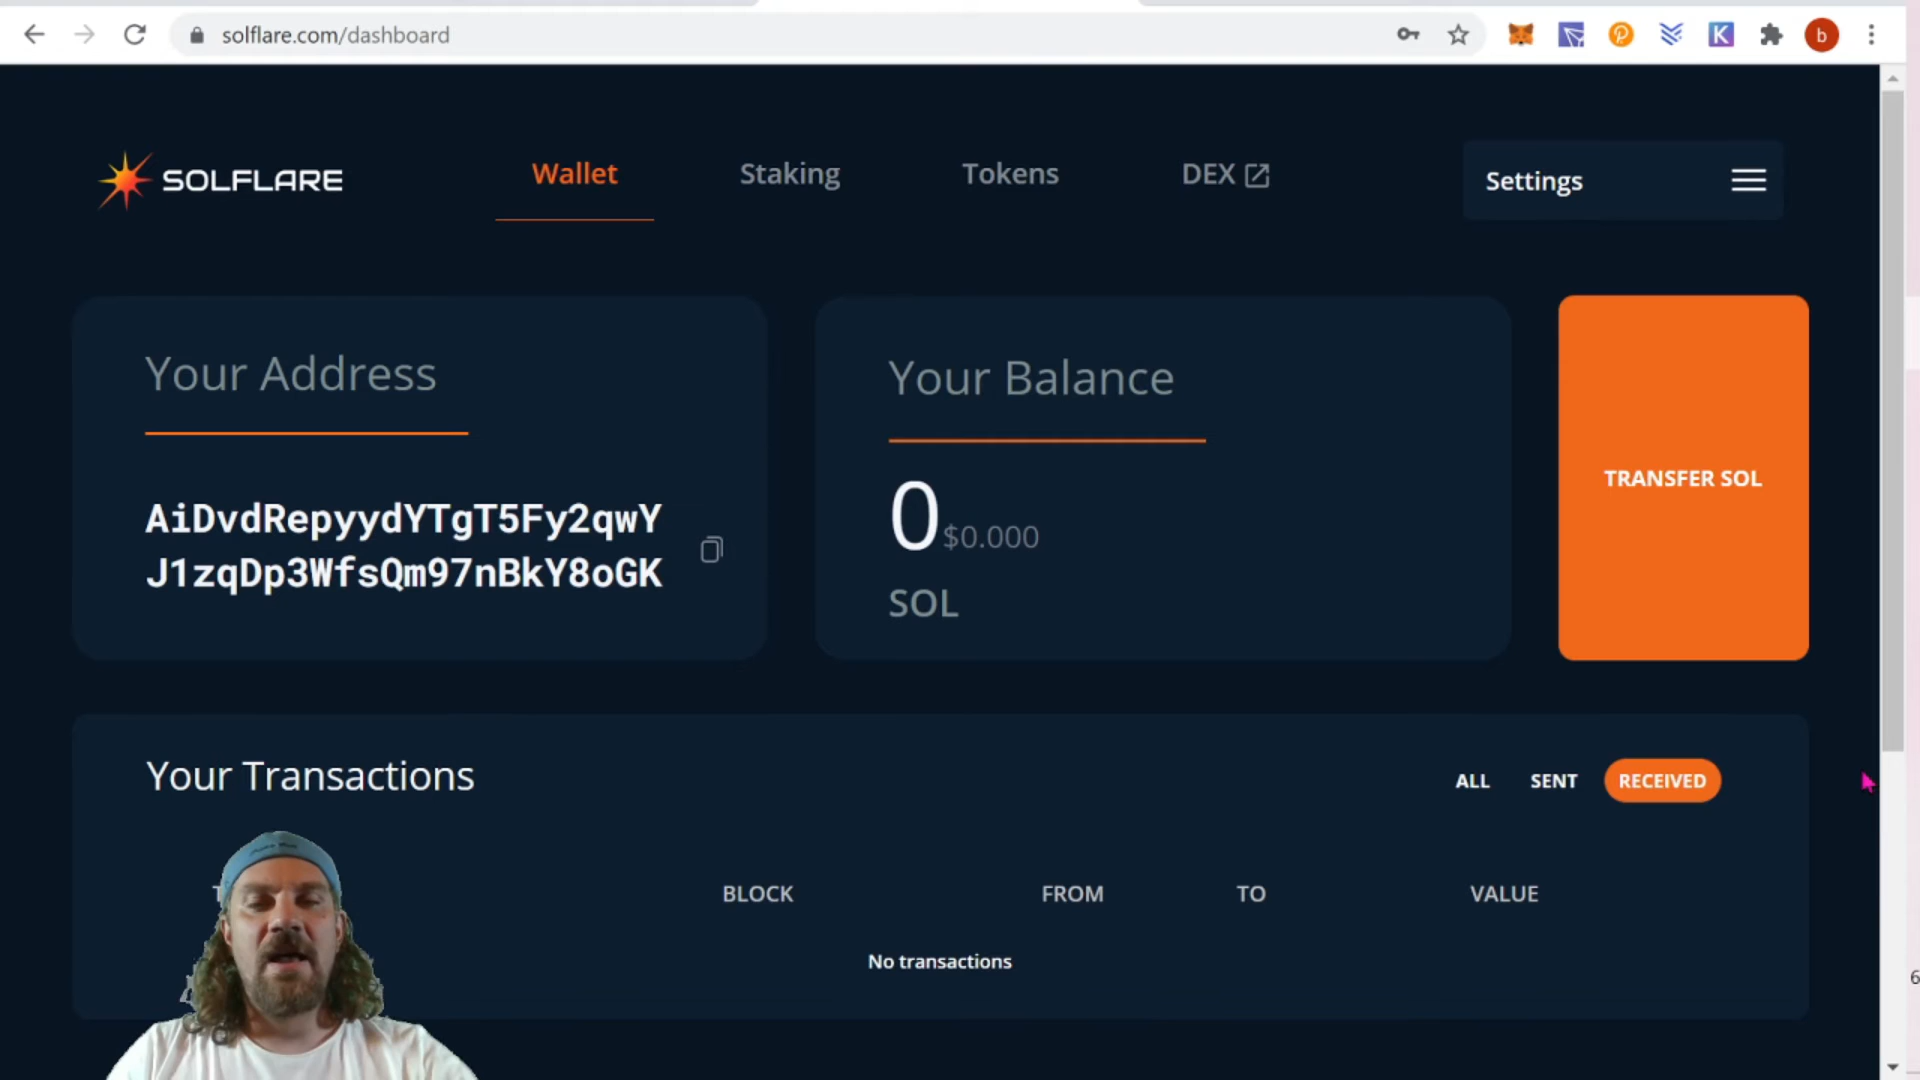 solflare.com/dashboard
K
b
SOLFLARE
Wallet
Staking
Tokens
DEX
Settings
Your Address
AiDvdRepyydYTgT5Fy2qwY
J1zqDp3WfsQm97nBkY8oGK
Your Balance
0 $0.000
SOL
TRANSFER SOL
Your Transactions
ALL SENT RECEIVED
BLOCK FROM TO VALUE
No transactions
6